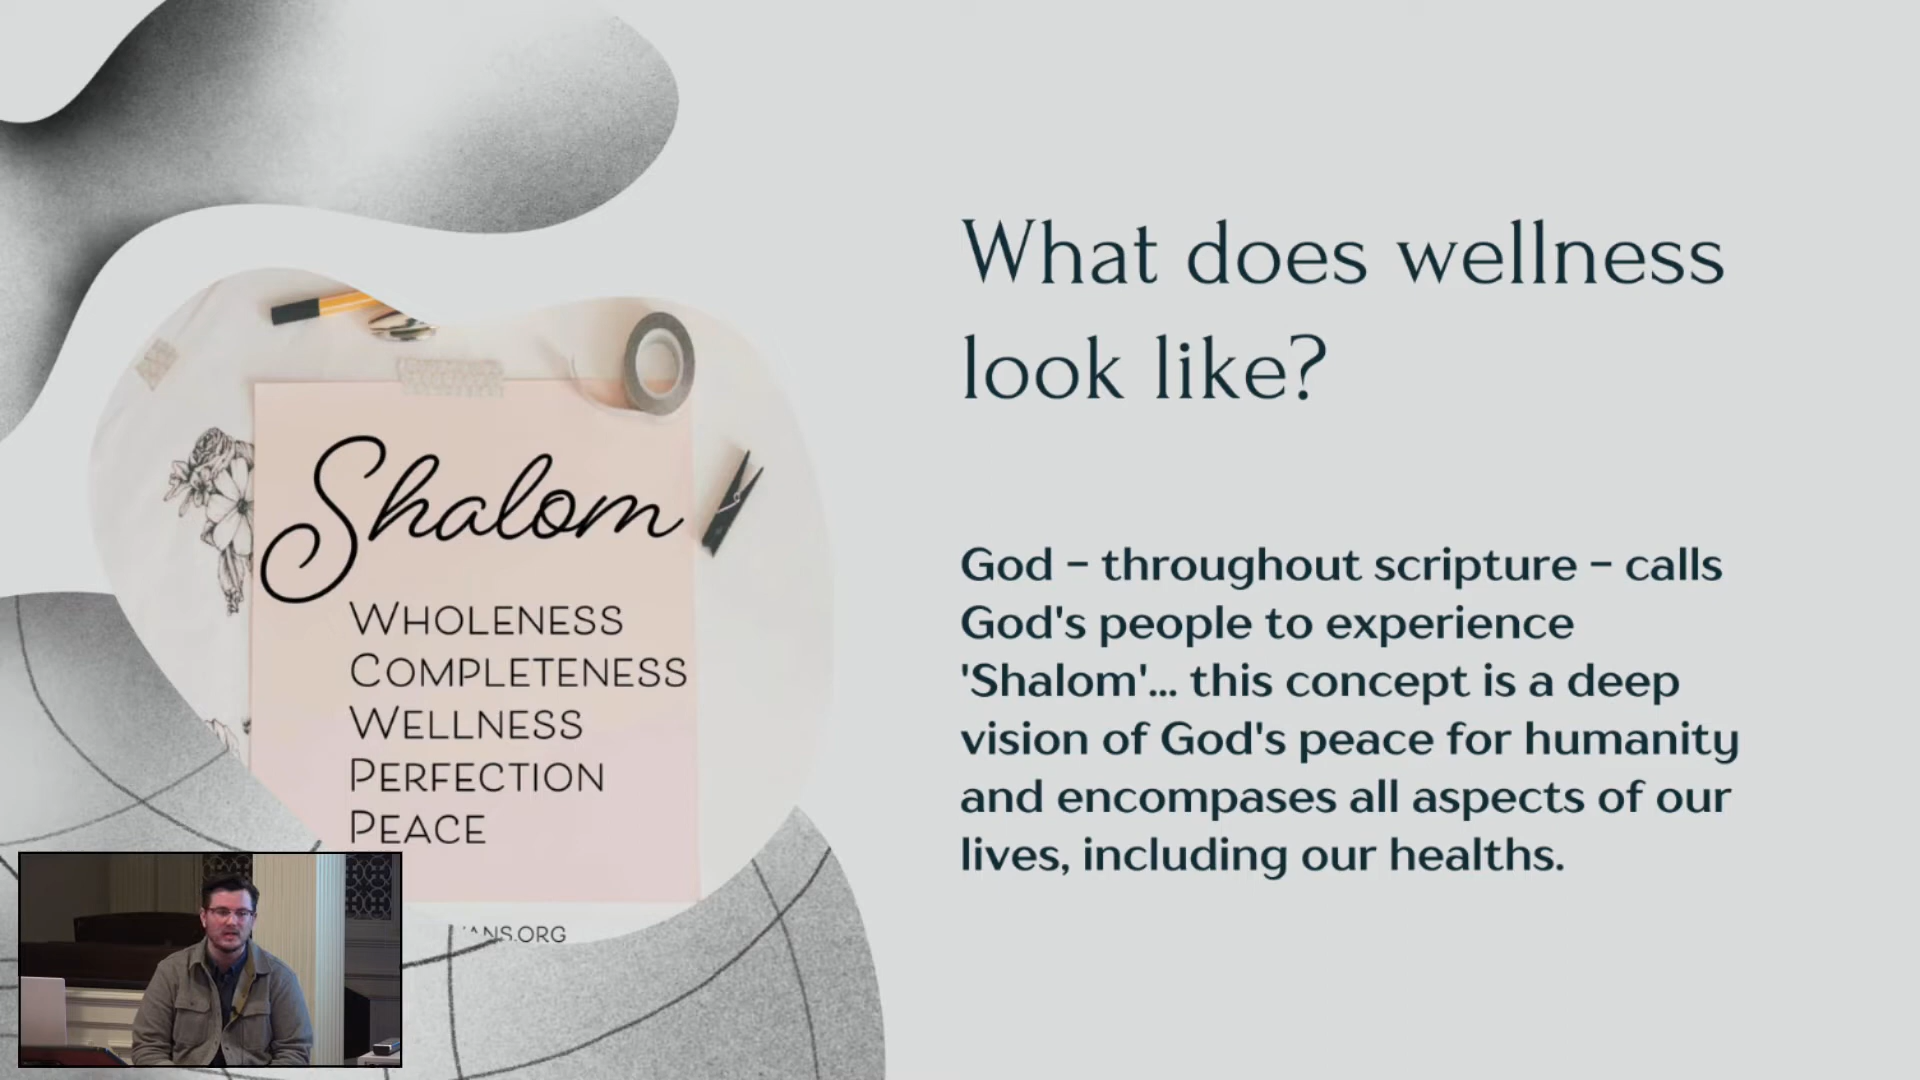 What does wellness
look like?
God – throughout scripture – calls
God's people to experience
'Shalom'... this concept is a deep
vision of God's peace for humanity
and encompases all aspects of our
lives, including our healths.
Shalom
WHOLENESS
COMPLETENESS
WELLNESS
PERFECTION
PEACE